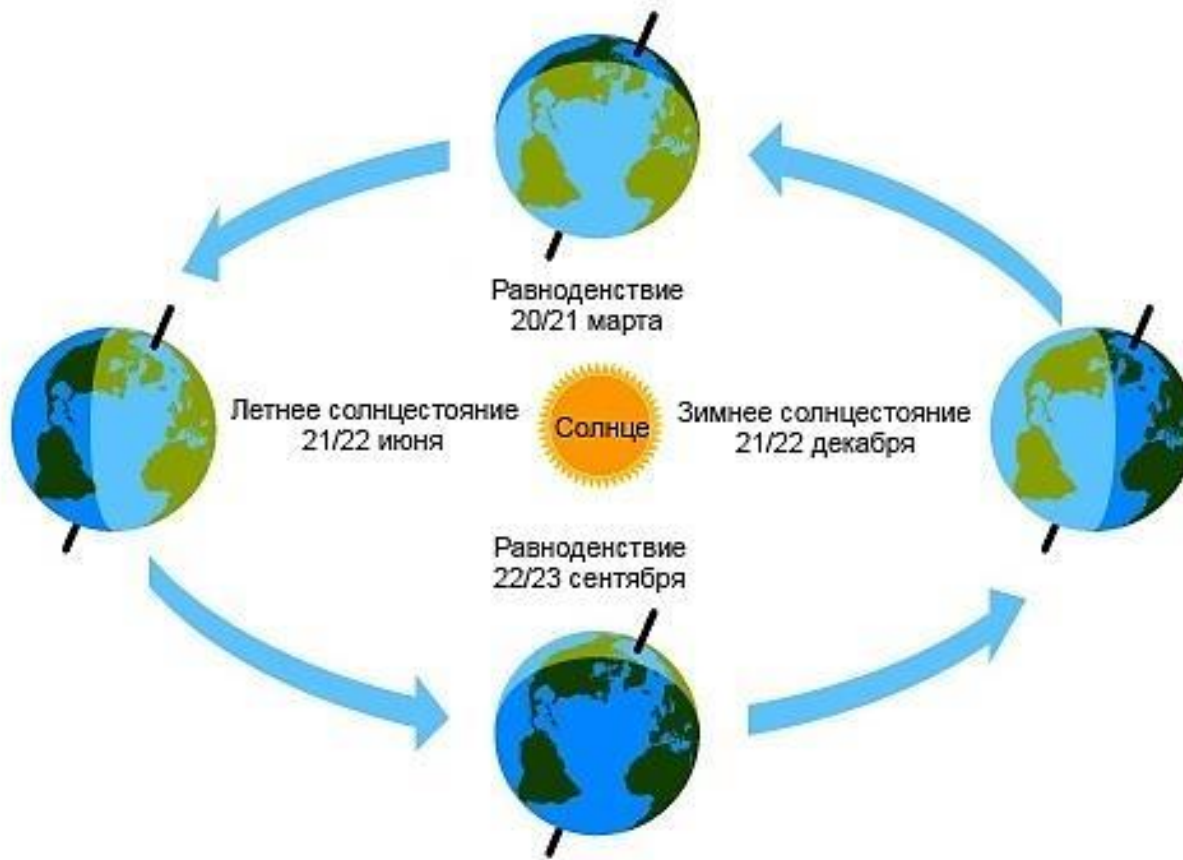 Равноденствие
20/21 марта
Летнее солнцестояние
21/22 июня
Солнце
Зимнее солнцестояние
21/22 декабря
Равноденствие
22/23 сентября